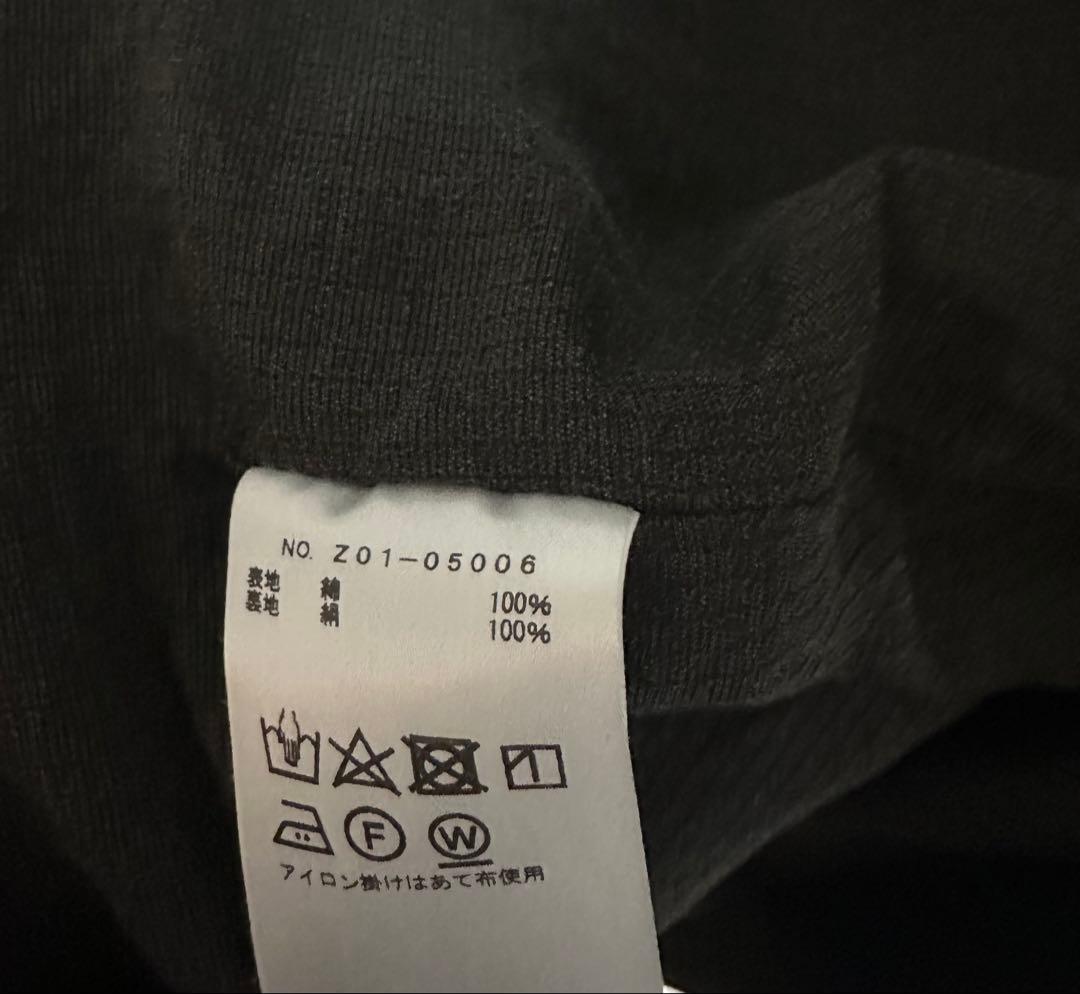 NO. Z01-05006
表地 綿 100%
裏地 絹 100%
F W
アイロン掛けはあて布使用